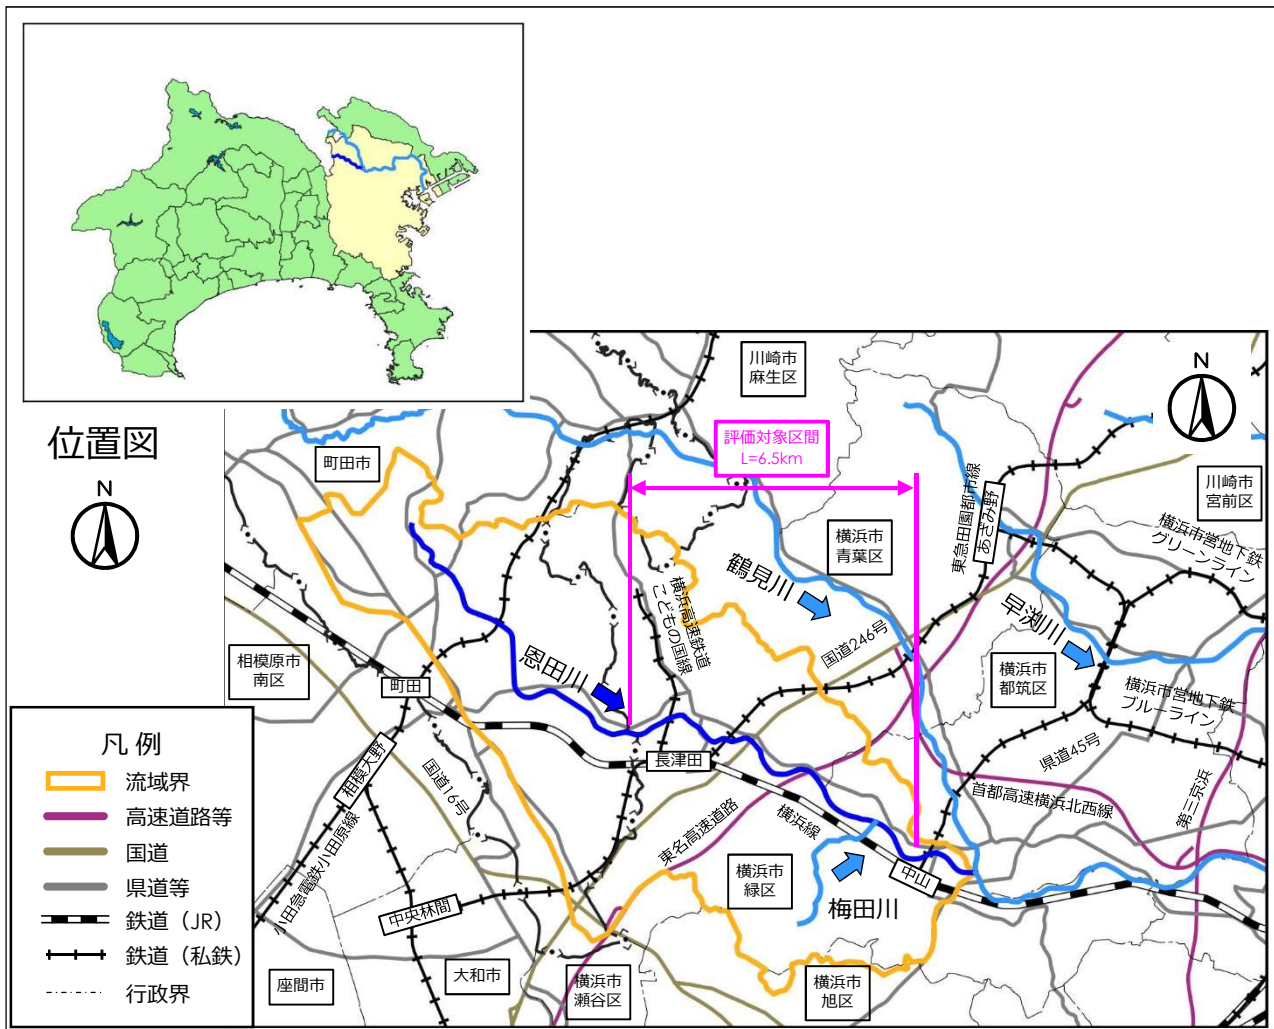 位置図
N
N
町田市
川崎市
麻生区
評価対象区間
L=6.5km
川崎市
宮前区
東急田園都市線
あざみ野
横浜市営地下鉄
グリーンライン
横浜市
青葉区
鶴見川
早渕川
横浜高速鉄道
こどもの国線
国道246号
相模原市
南区
町田
恩田川
横浜市
都筑区
横浜市営地下鉄
ブルーライン
県道45号
長津田
相模大野
国道16号
小田急電鉄小田原線
東名高速道路
横浜線
首都高速横浜北西線
第三京浜
中山
横浜市
緑区
梅田川
中央林間
座間市
大和市
横浜市
瀬谷区
横浜市
旭区
凡 例
流域界
高速道路等
国道
県道等
鉄道（JR）
鉄道（私鉄）
行政界